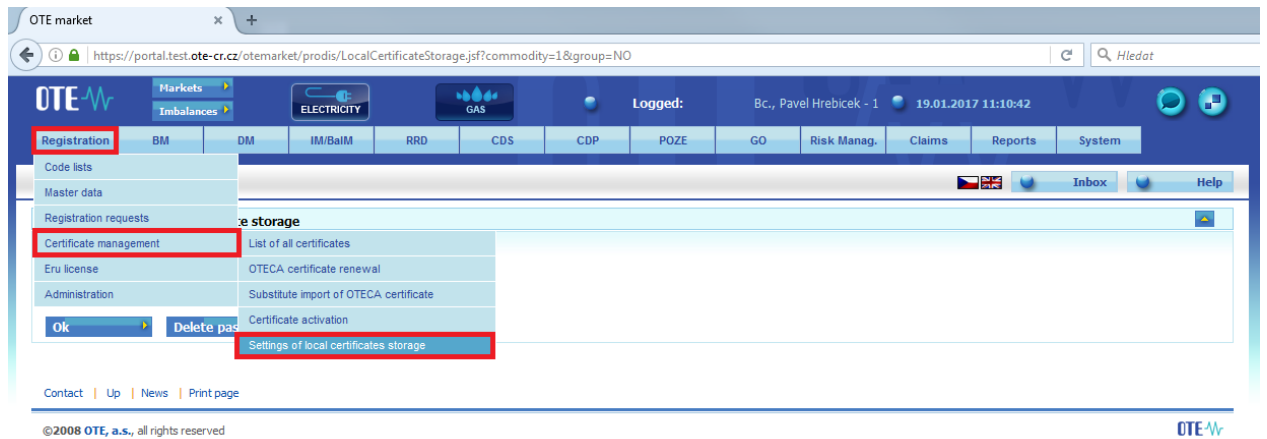 OTE market × +
https://portal.test.ote-cr.cz/otemarket/prodis/LocalCertificateStorage.jsf?commodity=1&group=NO Hledat
OTE Markets ELECTRICITY GAS Logged: Bc., Pavel Hrebicek - 1 19.01.2017 11:10:42
Imbalances
Registration BM DM IM/BalM RRD CDS CDP POZE GO Risk Manag. Claims Reports System
Code lists
Inbox Help
Master data
Registration requests
storage
Certificate management List of all certificates
Eru license OTECA certificate renewal
Administration Substitute import of OTECA certificate
Certificate activation
Ok Delete pas
Settings of local certificates storage
Contact | Up | News | Print page
©2008 OTE, a.s., all rights reserved OTE